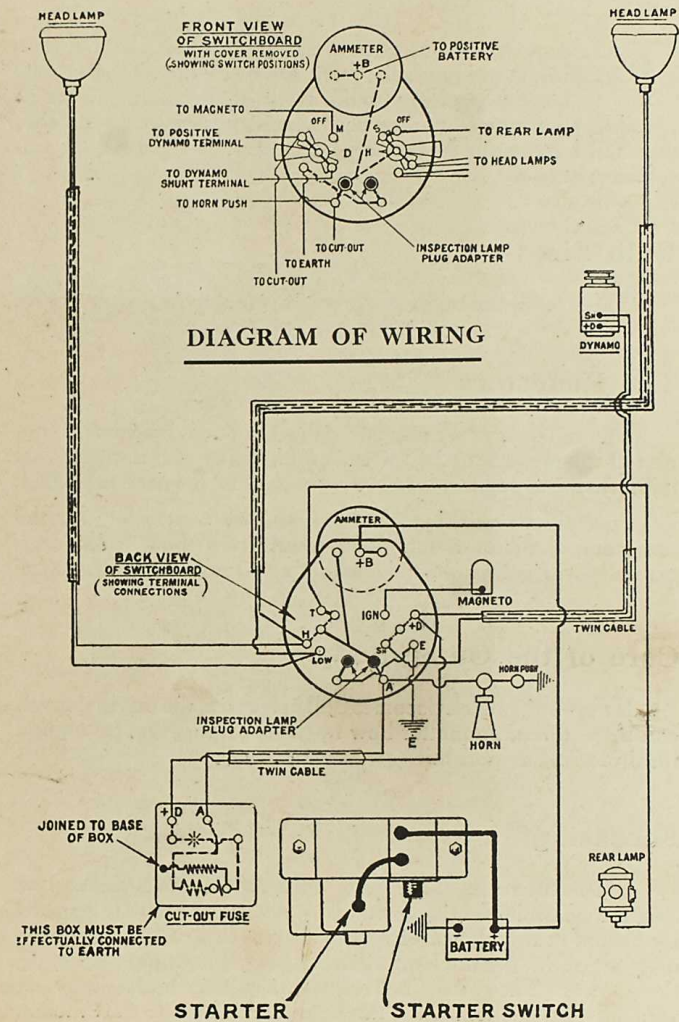 HEAD LAMP
HEAD LAMP
FRONT VIEW
OF SWITCHBOARD
WITH COVER REMOVED
(SHOWING SWITCH POSITIONS)
AMMETER
+B
TO POSITIVE
BATTERY
TO MAGNETO
OFF
M
S
OFF
TO REAR LAMP
TO POSITIVE
DYNAMO TERMINAL
D
H
TO HEAD LAMPS
TO DYNAMO
SHUNT TERMINAL
TO HORN PUSH
TO CUT-OUT
TO EARTH
TO CUT-OUT
INSPECTION LAMP
PLUG ADAPTER
DIAGRAM OF WIRING
SH
+D
DYNAMO
AMMETER
+B
BACK VIEW
OF SWITCHBOARD
(SHOWING TERMINAL
CONNECTIONS)
T
IGN
MAGNETO
+D
H
SH
E
LOW
TWIN CABLE
A
HORN PUSH
INSPECTION LAMP
PLUG ADAPTER
E
HORN
TWIN CABLE
+D
A
JOINED TO BASE
OF BOX
CUT-OUT FUSE
THIS BOX MUST BE
EFFECTUALLY CONNECTED
TO EARTH
REAR LAMP
- +
BATTERY
STARTER
STARTER SWITCH